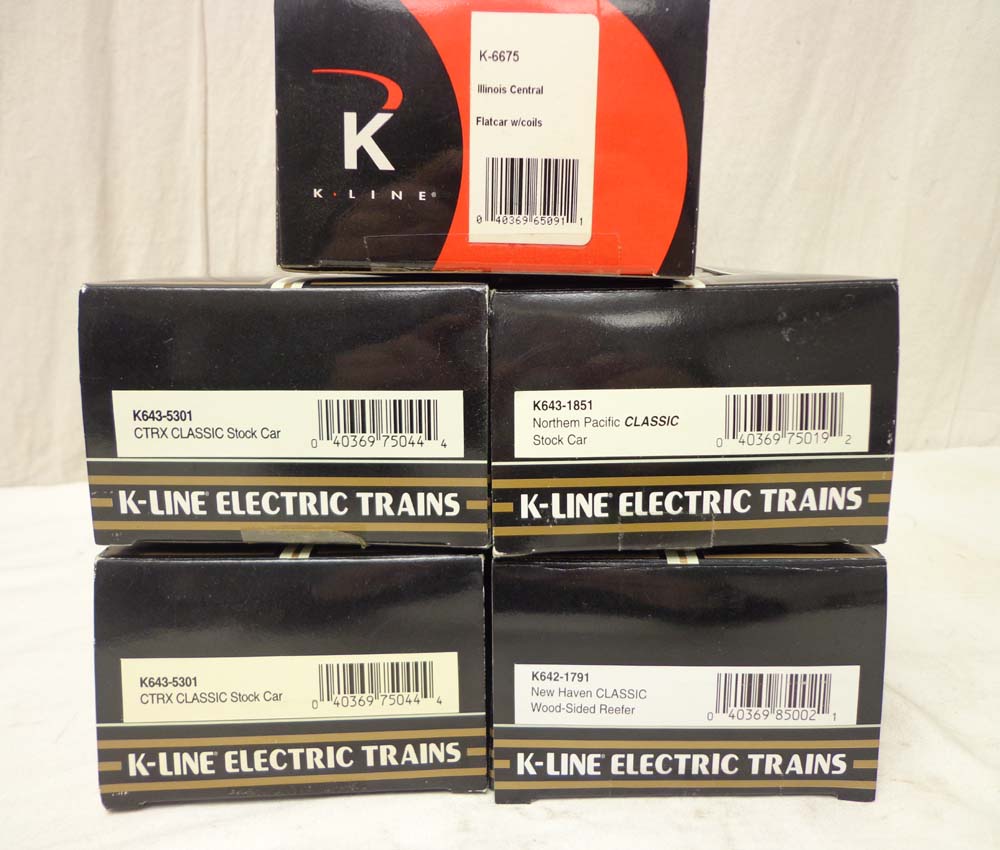 K
K·LINE®
K-6675
Illinois Central
Flatcar w/coils
0 40369 65091 1
K643-5301
CTRX CLASSIC Stock Car
0 40369 75044 4
K-LINE® ELECTRIC TRAINS
K643-1851
Northern Pacific CLASSIC
Stock Car
0 40369 75019 2
K-LINE® ELECTRIC TRAINS
K643-5301
CTRX CLASSIC Stock Car
0 40369 75044 4
K-LINE® ELECTRIC TRAINS
K642-1791
New Haven CLASSIC
Wood-Sided Reefer
0 40369 85002 1
K-LINE® ELECTRIC TRAINS